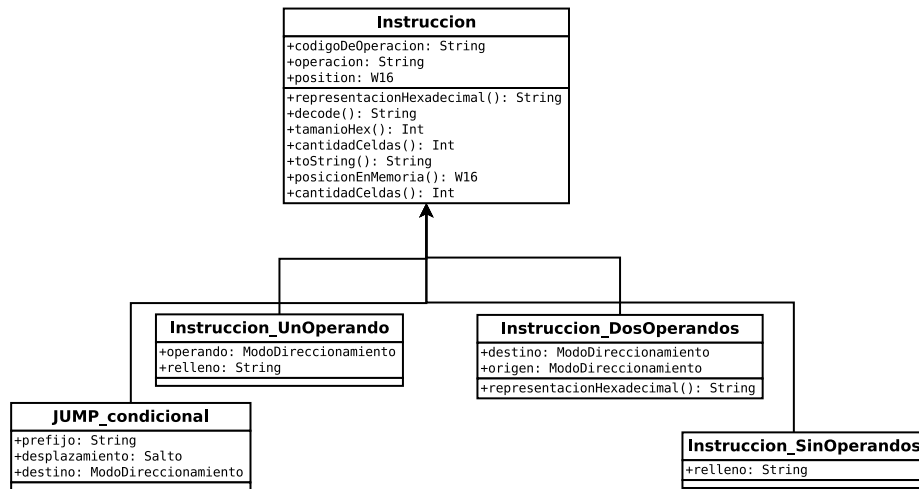 Instruccion
+codigoDeOperacion: String
+operacion: String
+position: W16
+representacionHexadecimal(): String
+decode(): String
+tamanioHex(): Int
+cantidadCeldas(): Int
+toString(): String
+posicionEnMemoria(): W16
+cantidadCeldas(): Int
Instruccion_UnOperando
+operando: ModoDireccionamiento
+relleno: String
Instruccion_DosOperandos
+destino: ModoDireccionamiento
+origen: ModoDireccionamiento
+representacionHexadecimal(): String
JUMP_condicional
+prefijo: String
+desplazamiento: Salto
+destino: ModoDireccionamiento
Instruccion_SinOperandos
+relleno: String